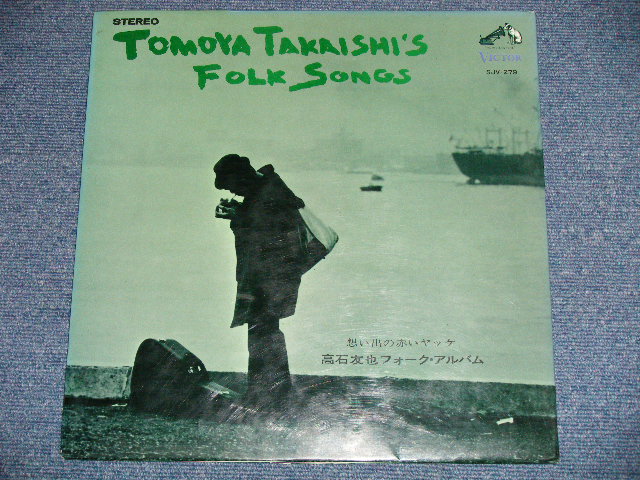 STEREO
TOMOYA TAKAISHI'S
FOLK SONGS
VICTOR
SJV-279
想い出の赤いヤッケ
高石友也フォーク・アルバム